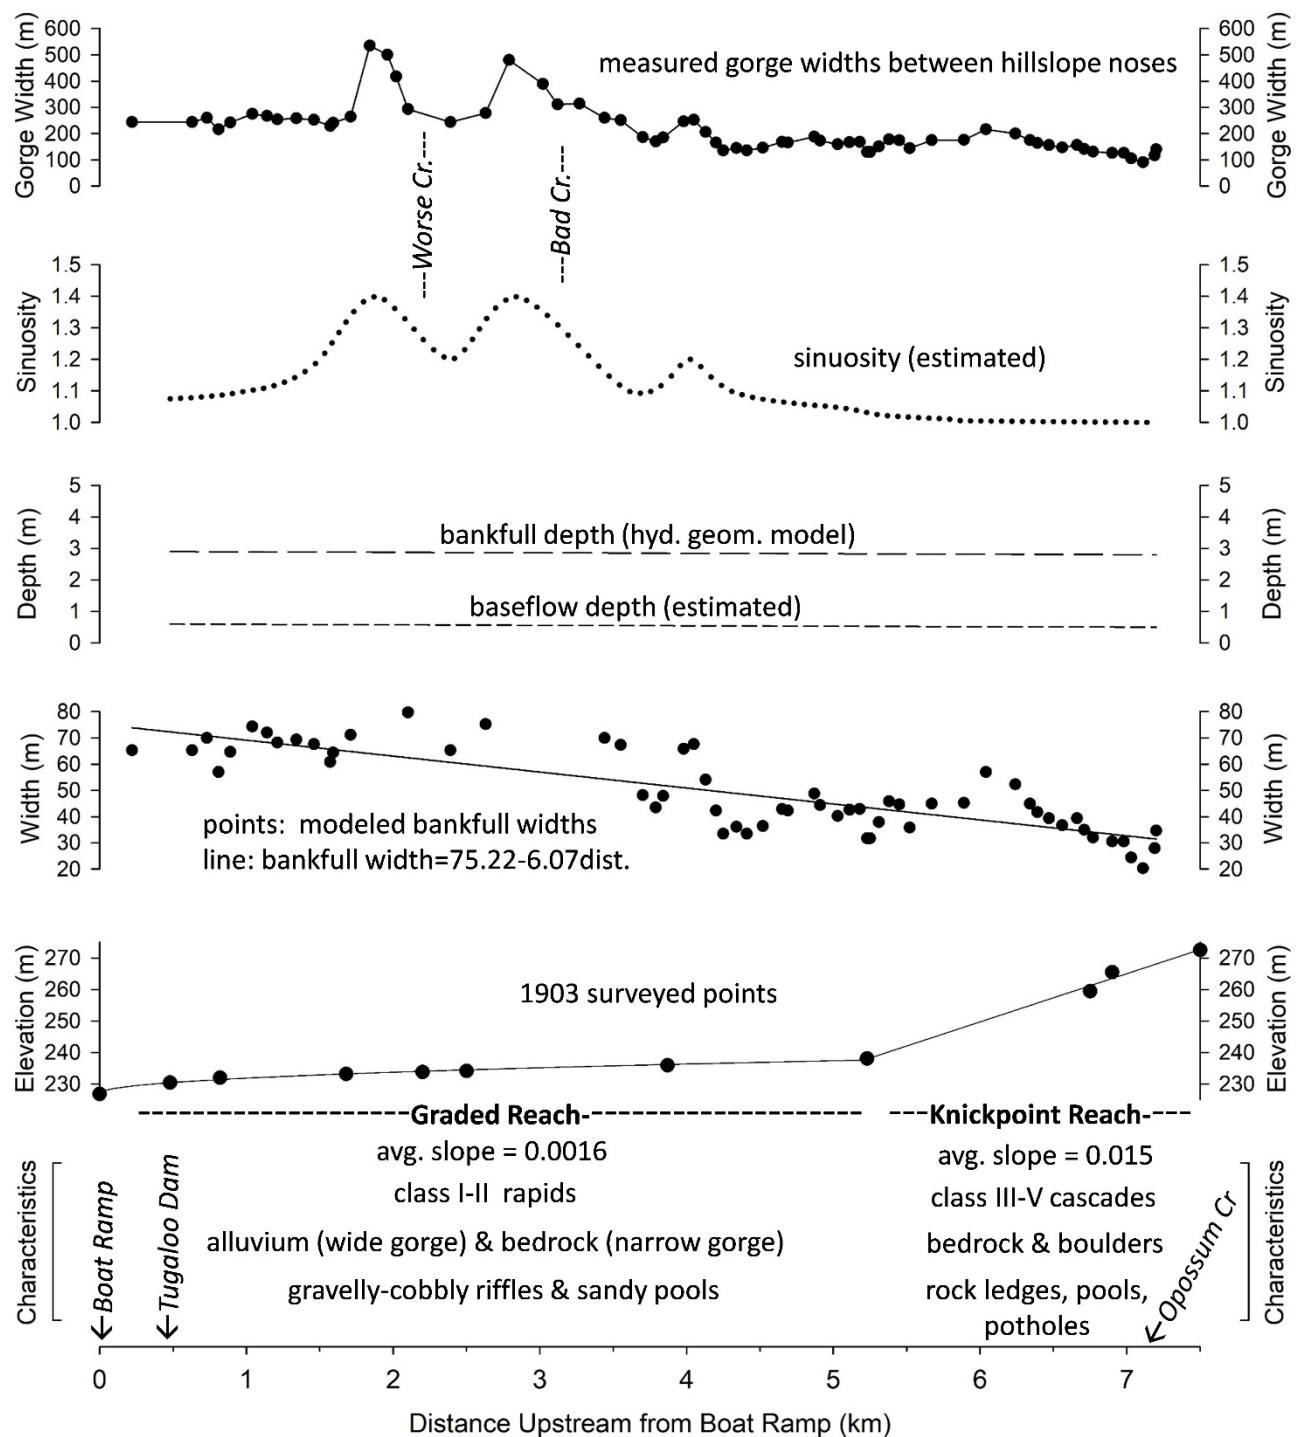 Gorge Width (m)
600
500
400
300
200
100
0
measured gorge widths between hillslope noses
600
500
400
300
200
100
0
Gorge Width (m)
Worse Cr.
Bad Cr.
Sinuosity
1.5
1.4
1.3
1.2
1.1
1.0
sinuosity (estimated)
1.5
1.4
1.3
1.2
1.1
1.0
Sinuosity
Depth (m)
5
4
3
2
1
0
bankfull depth (hyd. geom. model)
baseflow depth (estimated)
5
4
3
2
1
0
Depth (m)
Width (m)
80
70
60
50
40
30
20
points: modeled bankfull widths
line: bankfull width=75.22-6.07dist.
80
70
60
50
40
30
20
Width (m)
Elevation (m)
270
260
250
240
230
1903 surveyed points
270
260
250
240
230
Elevation (m)
Graded Reach
avg. slope = 0.0016
class I-II rapids
alluvium (wide gorge) & bedrock (narrow gorge)
gravelly-cobbly riffles & sandy pools
Knickpoint Reach
avg. slope = 0.015
class III-V cascades
bedrock & boulders
rock ledges, pools,
potholes
Characteristics
←Boat Ramp
←Tugaloo Dam
←Opossum Cr
Characteristics
0 1 2 3 4 5 6 7
Distance Upstream from Boat Ramp (km)